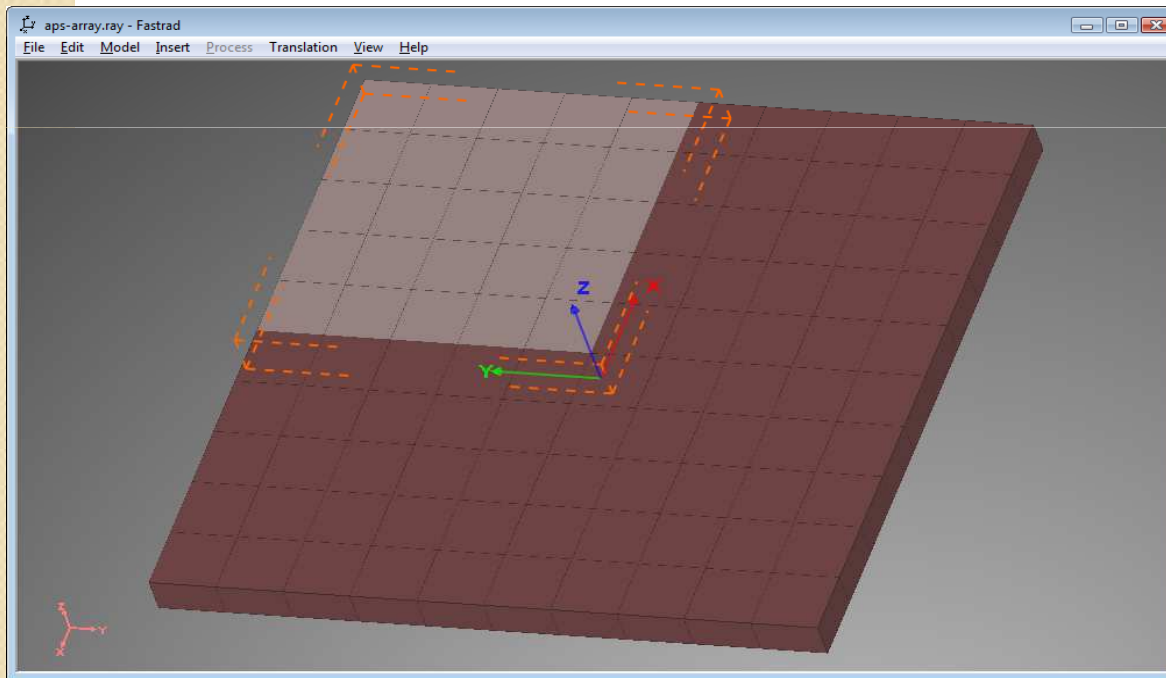 aps-array.ray - Fastrad
File Edit Model Insert Process Translation View Help
Z
X
Y
Z
Y
X